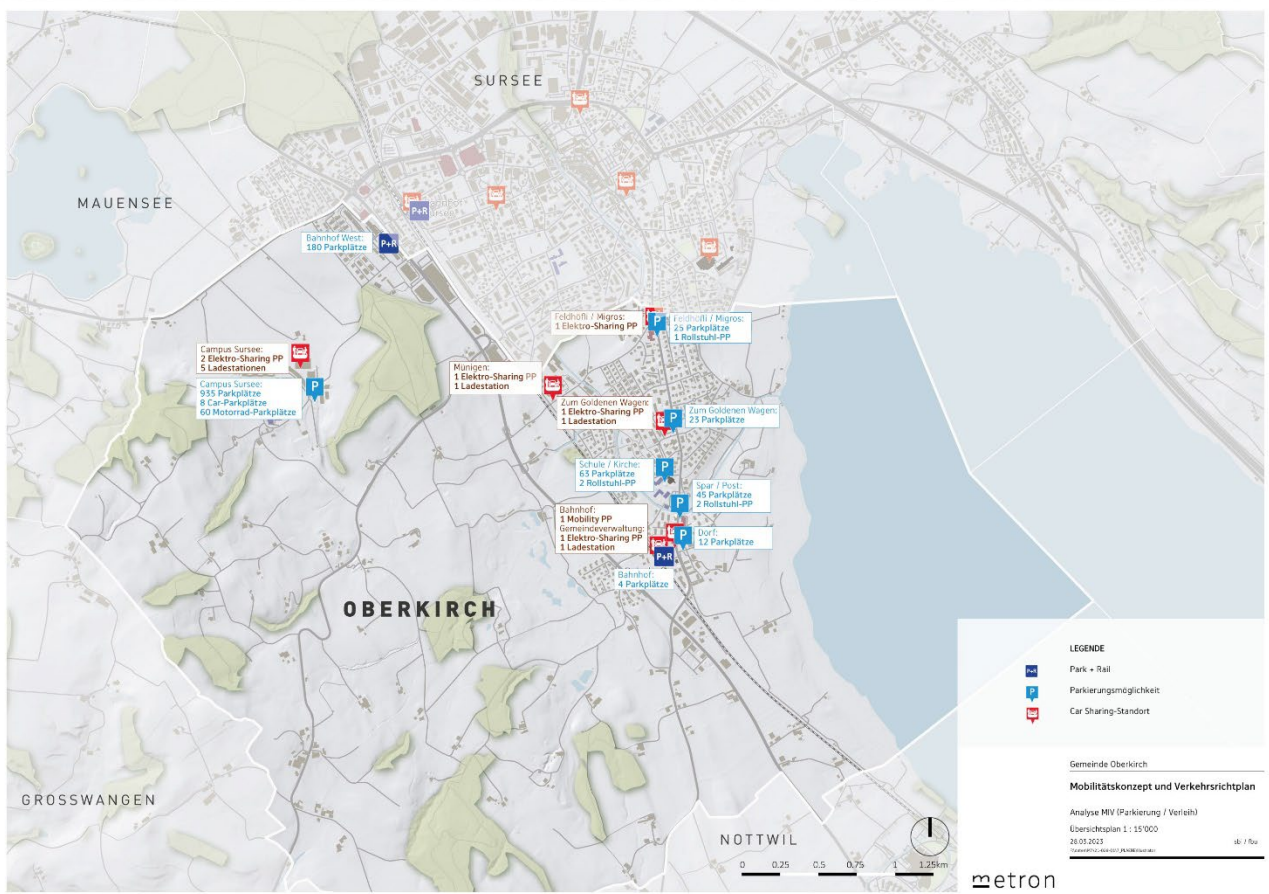 SURSEE
MAUENSEE
P+R
Bahnhof West:
180 Parkplätze
P+R
Feldhöfli / Migros:
1 Elektro-Sharing PP
P
Feldhöfli / Migros:
25 Parkplätze
1 Rollstuhl-PP
Campus Sursee:
2 Elektro-Sharing PP
5 Ladestationen
Campus Sursee:
935 Parkplätze
8 Car-Parkplätze
60 Motorrad-Parkplätze
P
Münigen:
1 Elektro-Sharing PP
1 Ladestation
Zum Goldenen Wagen:
1 Elektro-Sharing PP
1 Ladestation
P
Zum Goldenen Wagen:
23 Parkplätze
Schule / Kirche:
63 Parkplätze
2 Rollstuhl-PP
P
Spar / Post:
45 Parkplätze
2 Rollstuhl-PP
P
Bahnhof:
1 Mobility PP
Gemeindeverwaltung:
1 Elektro-Sharing PP
1 Ladestation
P
Dorf:
12 Parkplätze
P+R
Bahnhof:
4 Parkplätze
OBERKIRCH
GROSSWANGEN
NOTTWIL
0 0.25 0.5 0.75 1 1.25km
LEGENDE
P+R Park + Rail
P Parkierungsmöglichkeit
Car Sharing-Standort
Gemeinde Oberkirch
Mobilitätskonzept und Verkehrsrichtplan
Analyse MIV (Parkierung / Verleih)
Übersichtsplan 1 : 15'000
28.03.2023
metron